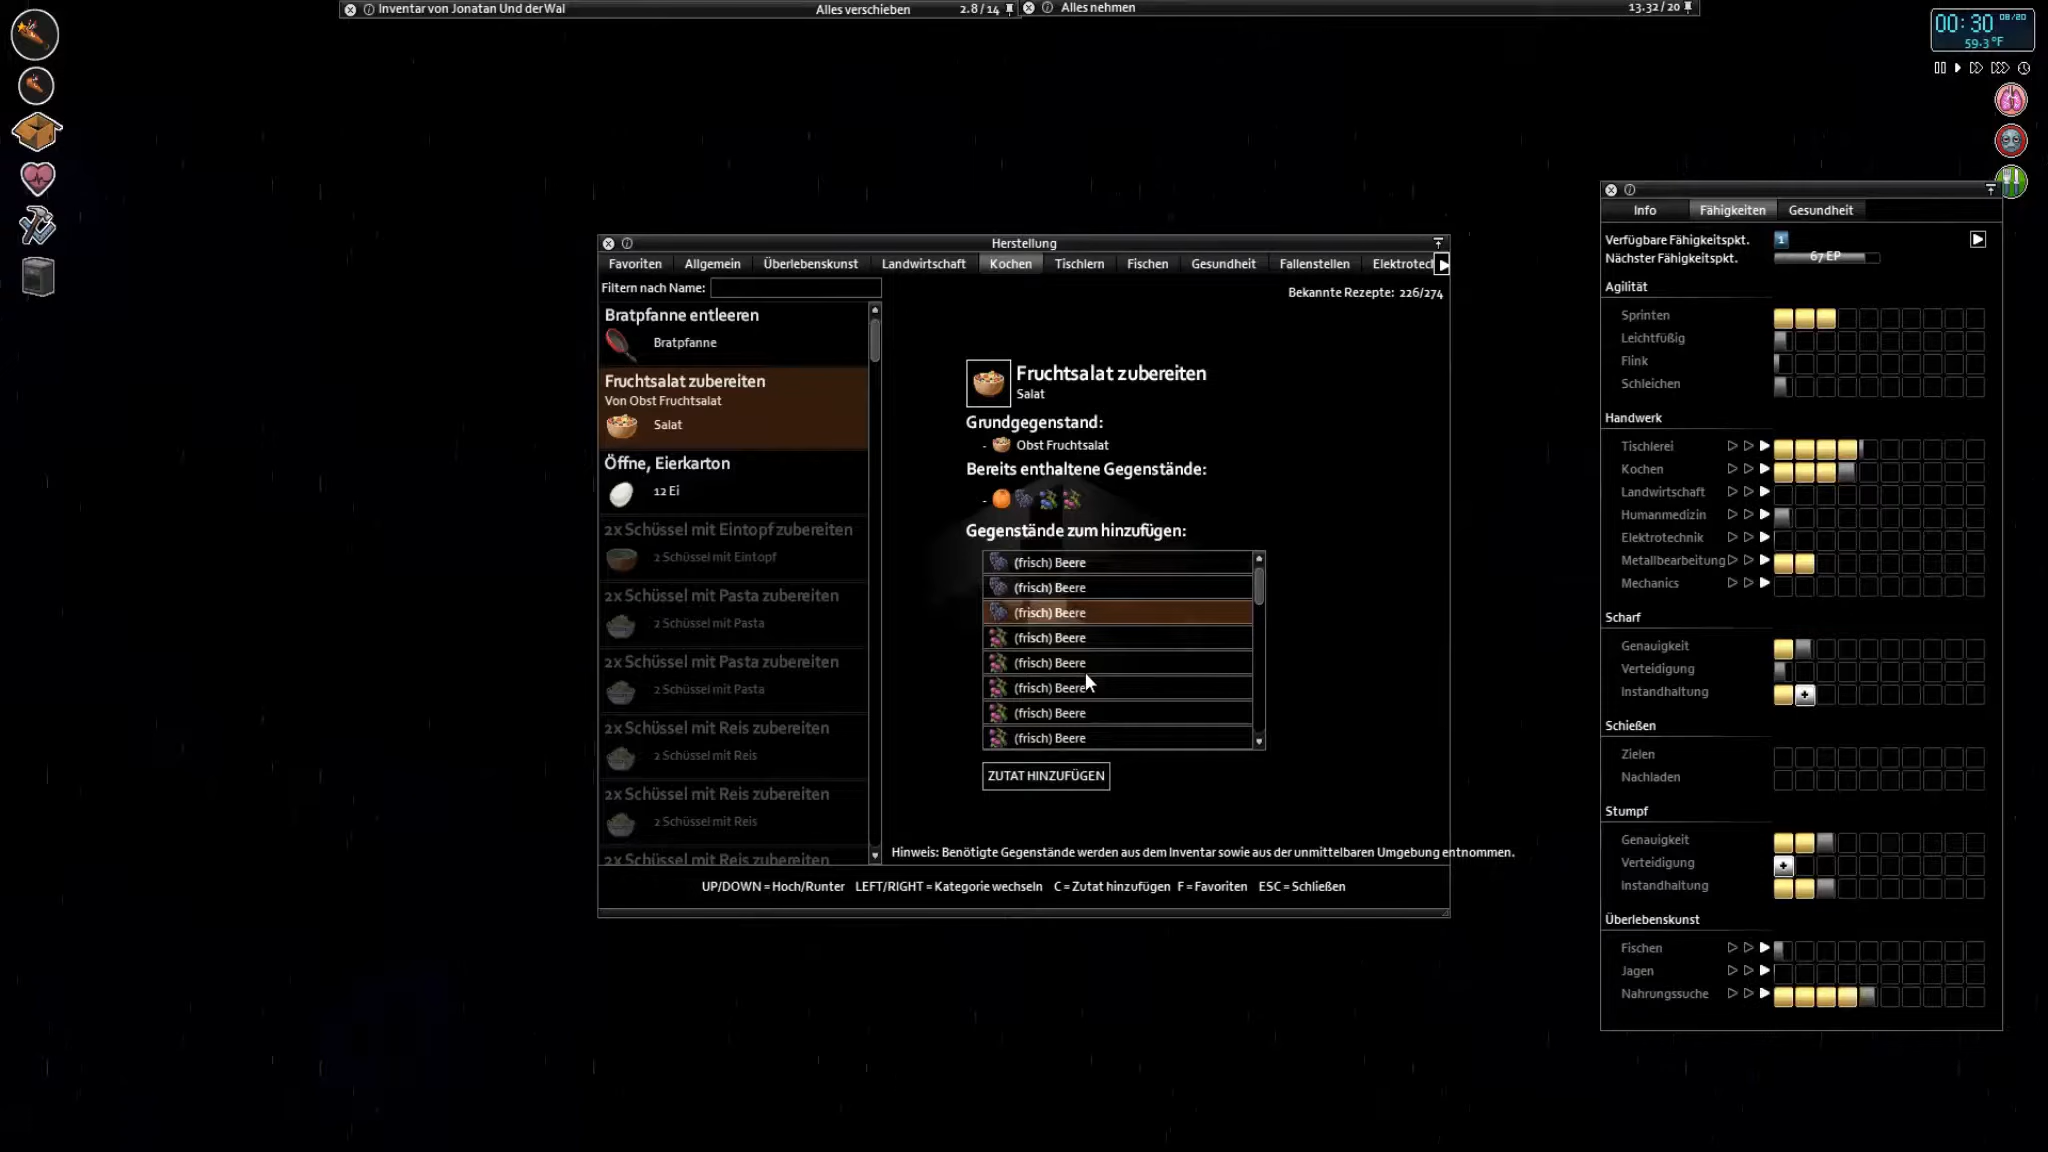 Inventar von Jonatan Und der Wal
Alles verschieben
2.8 / 14
Alles nehmen
13.32 / 20
00:30
08/20
59.3 °F
Info
Fähigkeiten
Gesundheit
Verfügbare Fähigkeitspkt.
1
Nächster Fähigkeitspkt.
67 EP
Agilität
Sprinten
Leichtfüßig
Flink
Schleichen
Handwerk
Tischlerei
Kochen
Landwirtschaft
Humanmedizin
Elektrotechnik
Metallbearbeitung
Mechanics
Scharf
Genauigkeit
Verteidigung
Instandhaltung
Schießen
Zielen
Nachladen
Stumpf
Genauigkeit
Verteidigung
Instandhaltung
Überlebenskunst
Fischen
Jagen
Nahrungssuche
Herstellung
Favoriten
Allgemein
Überlebenskunst
Landwirtschaft
Kochen
Tischlern
Fischen
Gesundheit
Fallenstellen
Elektrotec
Filtern nach Name:
Bekannte Rezepte: 226/274
Bratpfanne entleeren
Bratpfanne
Fruchtsalat zubereiten
Von Obst Fruchtsalat
Salat
Öffne, Eierkarton
12 Ei
2x Schüssel mit Eintopf zubereiten
2 Schüssel mit Eintopf
2x Schüssel mit Pasta zubereiten
2 Schüssel mit Pasta
2x Schüssel mit Pasta zubereiten
2 Schüssel mit Pasta
2x Schüssel mit Reis zubereiten
2 Schüssel mit Reis
2x Schüssel mit Reis zubereiten
2 Schüssel mit Reis
2x Schüssel mit Reis zubereiten
Fruchtsalat zubereiten
Salat
Grundgegenstand:
- Obst Fruchtsalat
Bereits enthaltene Gegenstände:
-
Gegenstände zum hinzufügen:
(frisch) Beere
(frisch) Beere
(frisch) Beere
(frisch) Beere
(frisch) Beere
(frisch) Beere
(frisch) Beere
(frisch) Beere
ZUTAT HINZUFÜGEN
Hinweis: Benötigte Gegenstände werden aus dem Inventar sowie aus der unmittelbaren Umgebung entnommen.
UP/DOWN = Hoch/Runter LEFT/RIGHT = Kategorie wechseln C = Zutat hinzufügen F = Favoriten ESC = Schließen